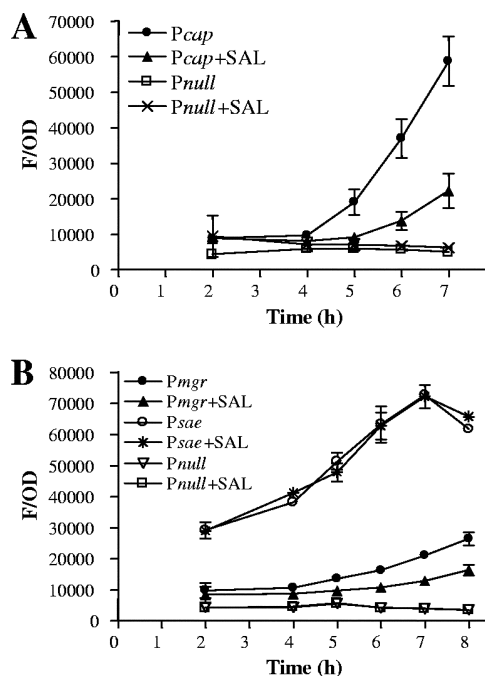 A
70000
60000
50000
40000
30000
20000
10000
0
F/OD
Pcap
Pcap+SAL
Pnull
Pnull+SAL
0 1 2 3 4 5 6 7
Time (h)
B
80000
70000
60000
50000
40000
30000
20000
10000
0
F/OD
Pmgr
Pmgr+SAL
Psae
Psae+SAL
Pnull
Pnull+SAL
0 1 2 3 4 5 6 7 8
Time (h)